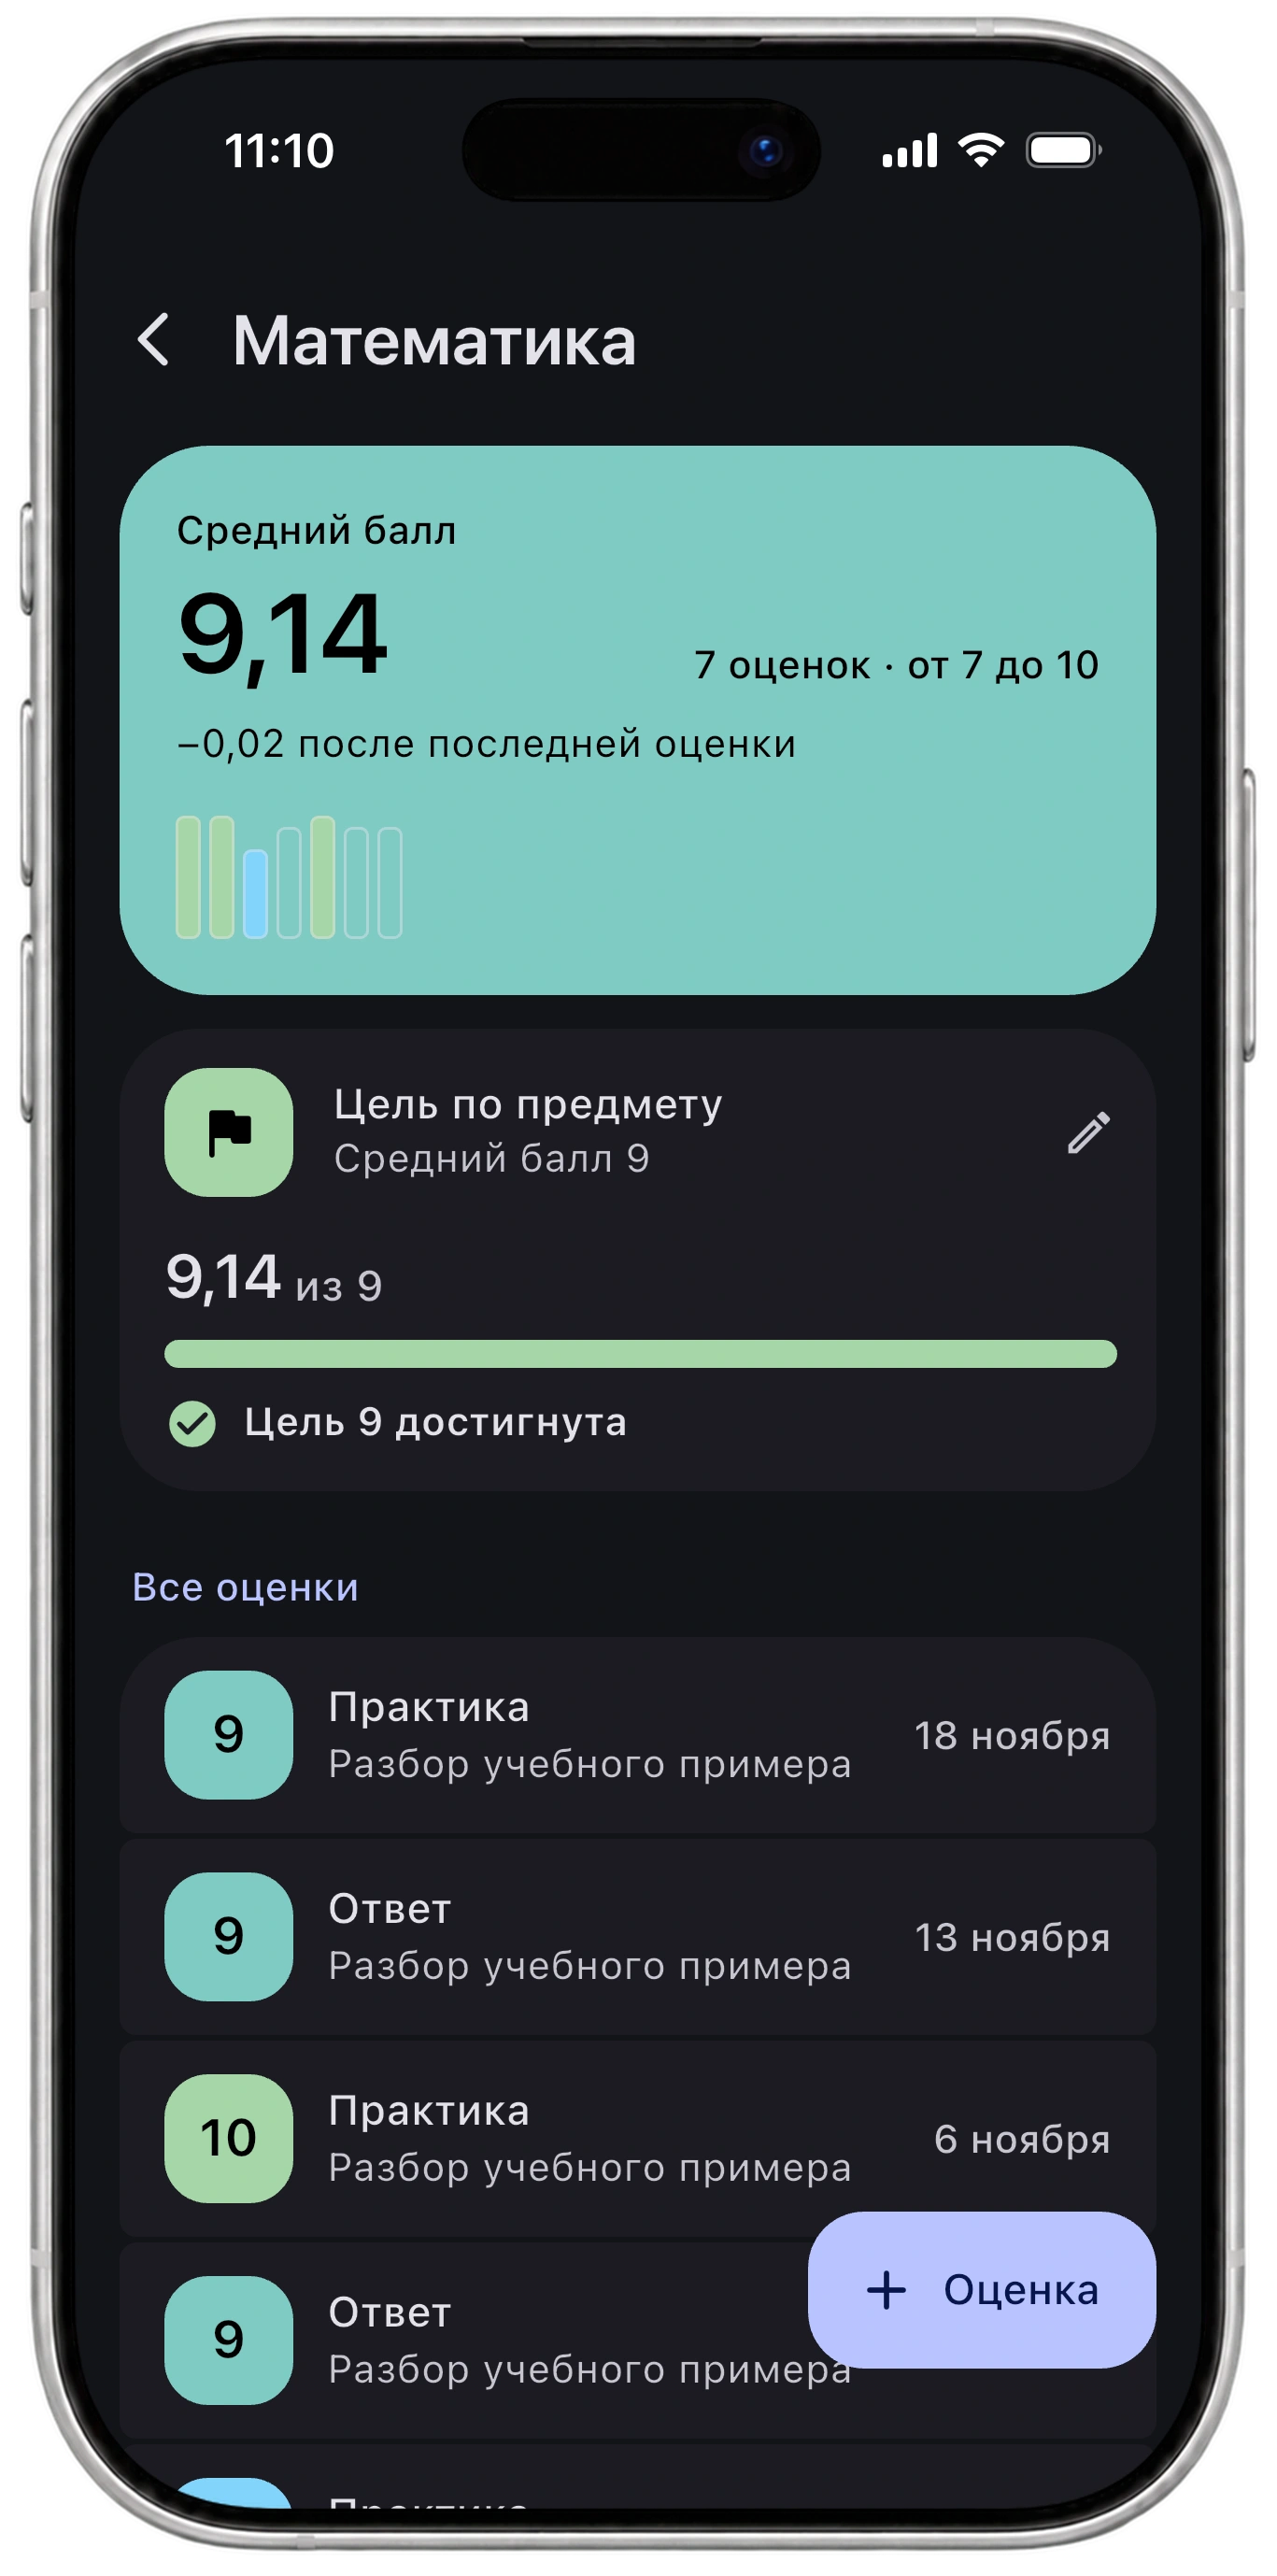 11:10
Математика
Средний балл
9,14
7 оценок · от 7 до 10
−0,02 после последней оценки
Цель по предмету
Средний балл 9
9,14 из 9
Цель 9 достигнута
Все оценки
9
Практика
Разбор учебного примера
18 ноября
9
Ответ
Разбор учебного примера
13 ноября
10
Практика
Разбор учебного примера
6 ноября
9
Ответ
Разбор учебного примера
+ Оценка
Практика